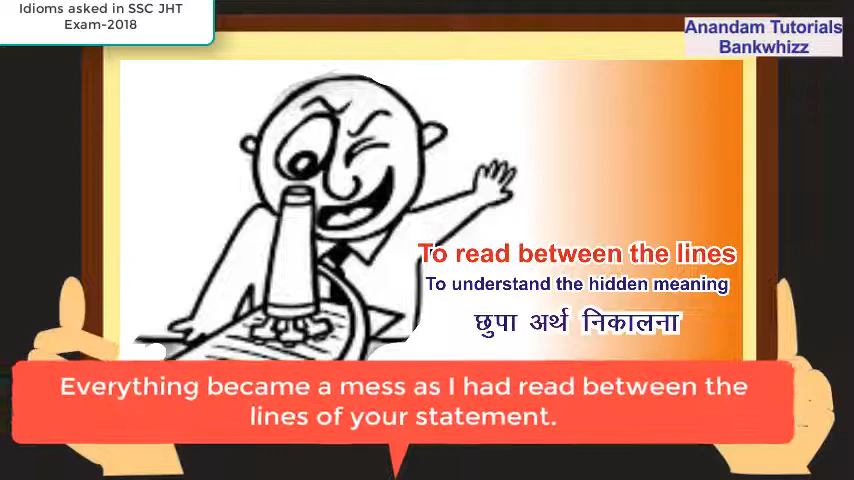 Idioms asked in SSC JHT
Exam-2018
Anandam Tutorials
Bankwhizz
To read between the lines
To understand the hidden meaning
छुपा अर्थ निकालना
Everything became a mess as I had read between the
lines of your statement.